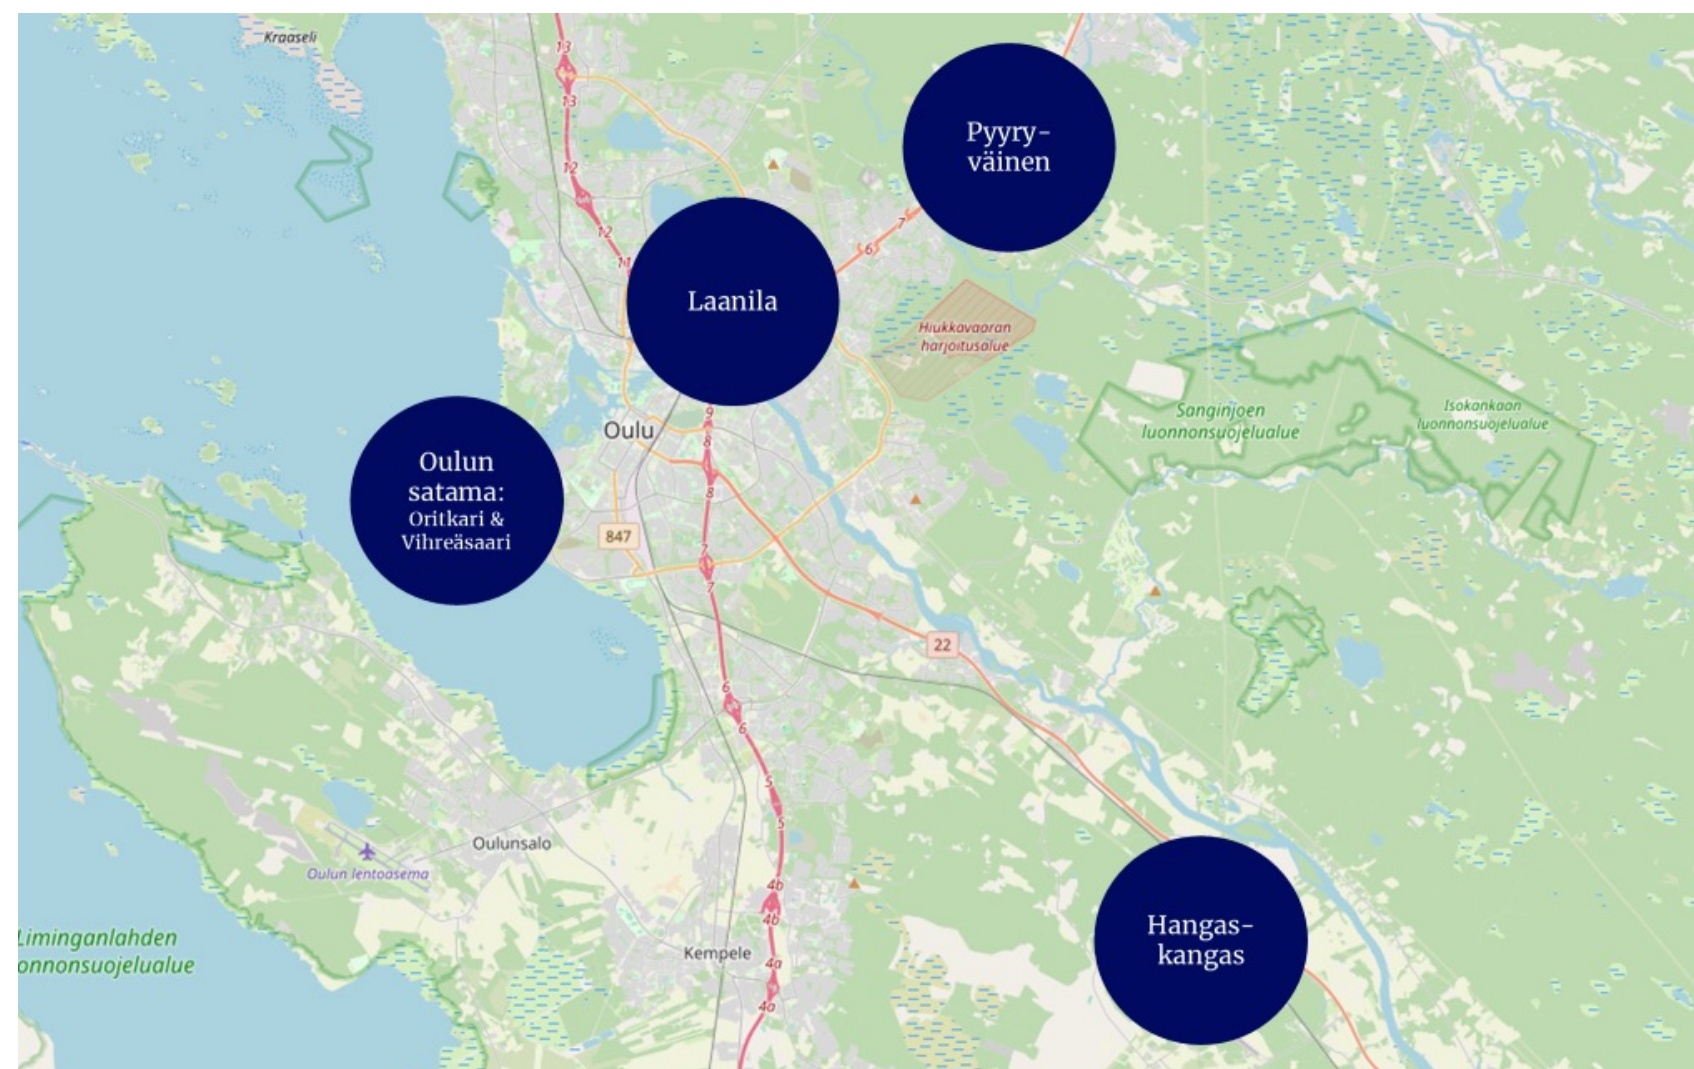 Kraaseli
13
13
12
12
11
Pyyry-
väinen
7
6
Laanila
Hiukkavaaran
harjoitusalue
Sanginjoen
luonnonsuojelualue
Isokankaan
luonnonsuojelualue
9
8
Oulu
8
Oulun
satama:
Oritkari &
Vihreäsaari
847
7
7
22
6
6
5
5
Oulunsalo
Oulun lentoasema
4b
4b
Kempele
4a
4a
Liminganlahden
onnonsuojelualue
Hangas-
kangas